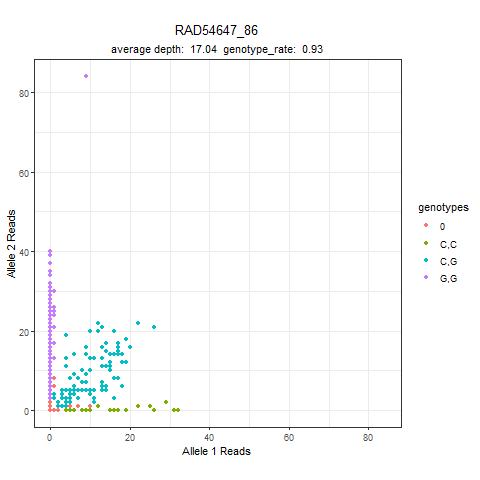 RAD54647_86
average depth: 17.04 genotype_rate: 0.93
80
60
40
20
0
Allele 2 Reads
0 20 40 60 80
Allele 1 Reads
genotypes
0
C,C
C,G
G,G